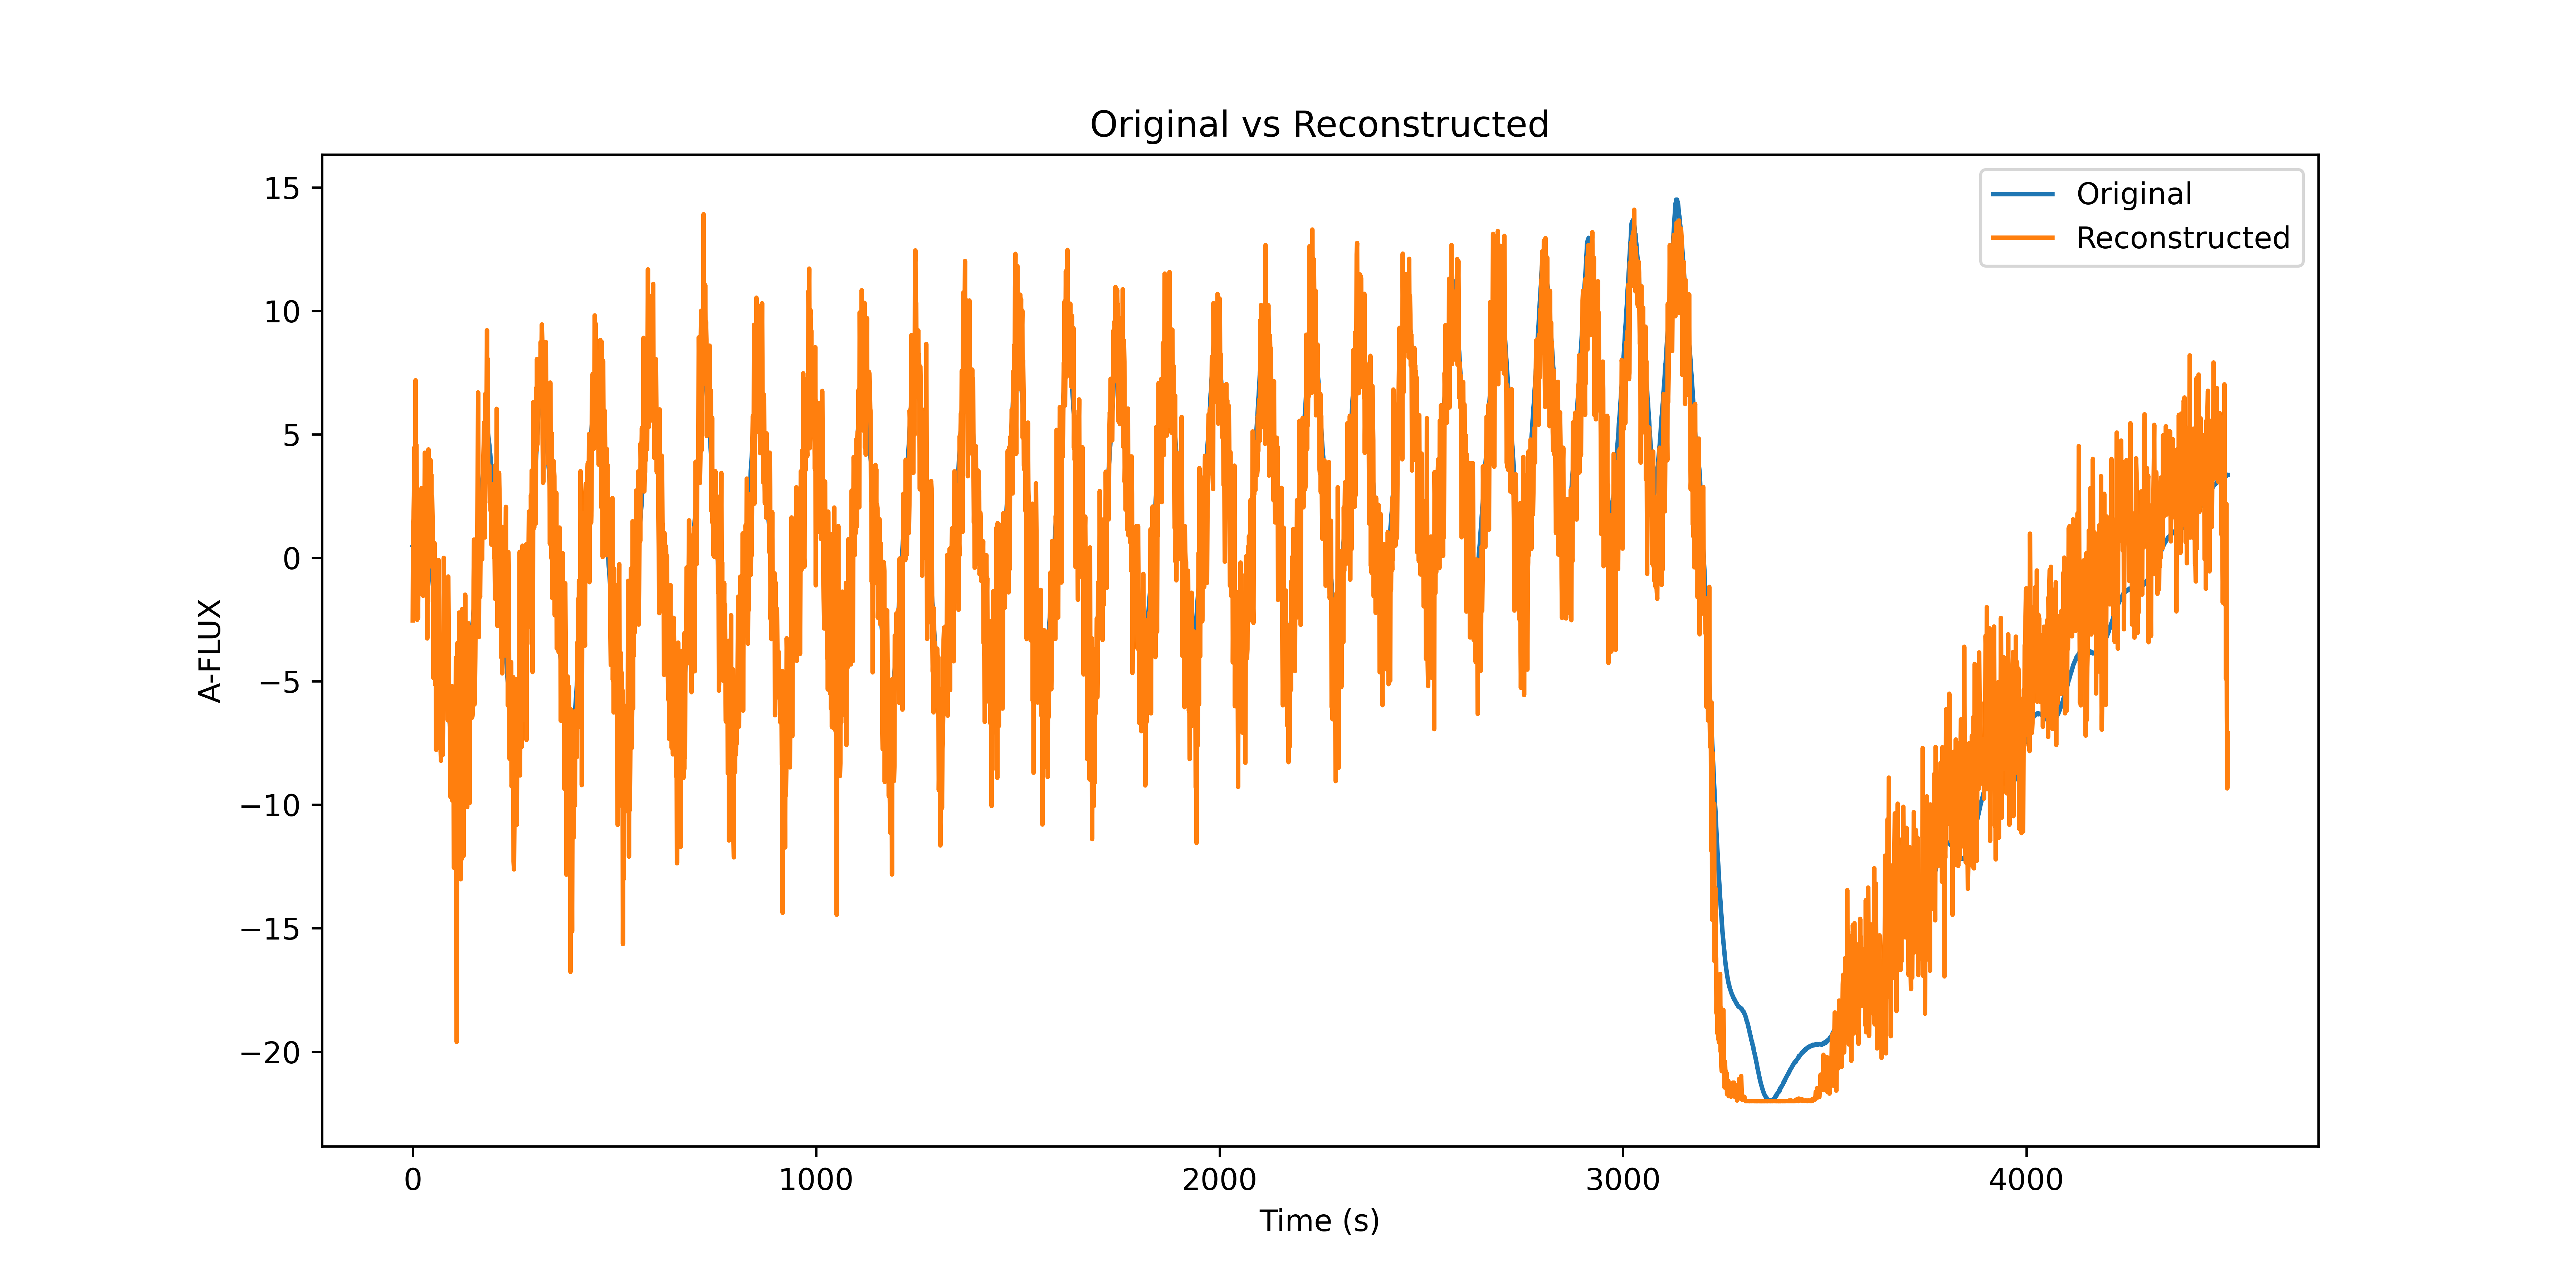 Original vs Reconstructed
Original
Reconstructed
A-FLUX
15
10
5
0
−5
−10
−15
−20
0
1000
2000
3000
4000
Time (s)